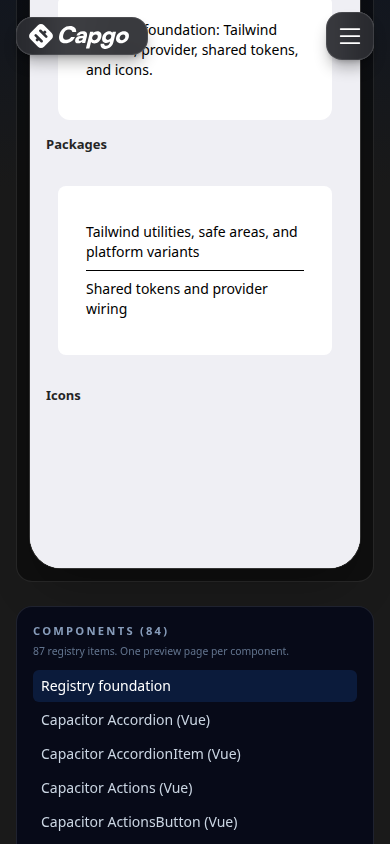 Capgo
foundation: Tailwind
provider, shared tokens,
and icons.
Packages
Tailwind utilities, safe areas, and
platform variants
Shared tokens and provider
wiring
Icons
COMPONENTS (84)
87 registry items. One preview page per component.
Registry foundation
Capacitor Accordion (Vue)
Capacitor AccordionItem (Vue)
Capacitor Actions (Vue)
Capacitor ActionsButton (Vue)